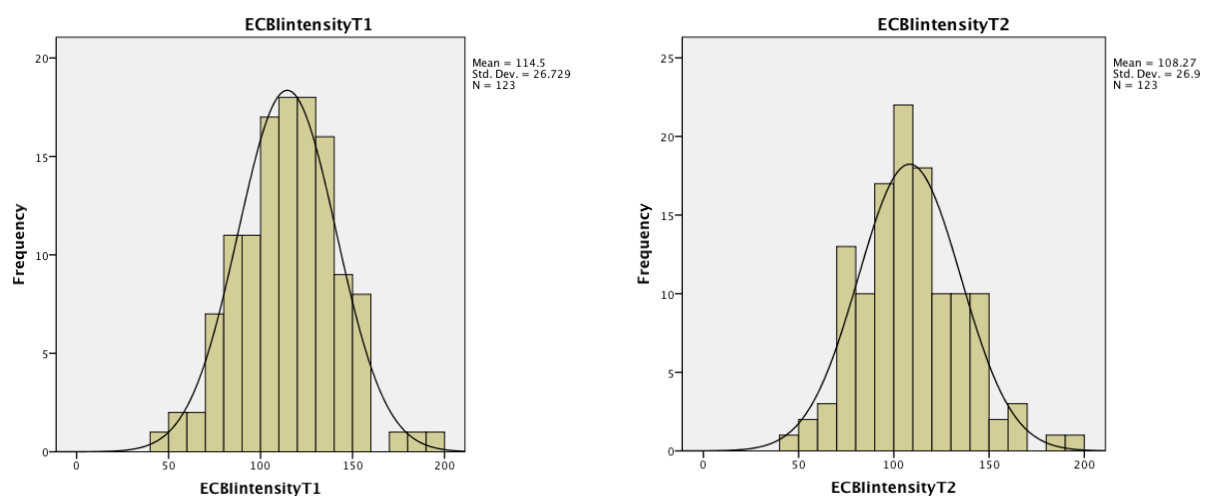 ECBIintensityT1
Mean = 114.5
Std. Dev. = 26.729
N = 123
20
15
10
5
0
Frequency
0 50 100 150 200
ECBIintensityT1
ECBIintensityT2
Mean = 108.27
Std. Dev. = 26.9
N = 123
25
20
15
10
5
0
Frequency
0 50 100 150 200
ECBIintensityT2